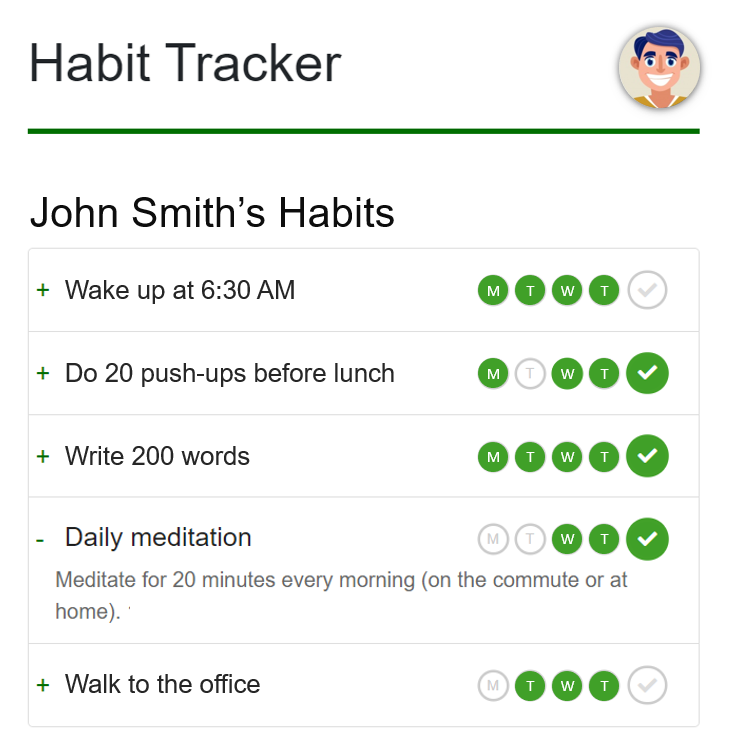 Habit Tracker
John Smith’s Habits
+ Wake up at 6:30 AM M T W T
+ Do 20 push-ups before lunch M T W T
+ Write 200 words M T W T
- Daily meditation M T W T
Meditate for 20 minutes every morning (on the commute or at
home).
+ Walk to the office M T W T